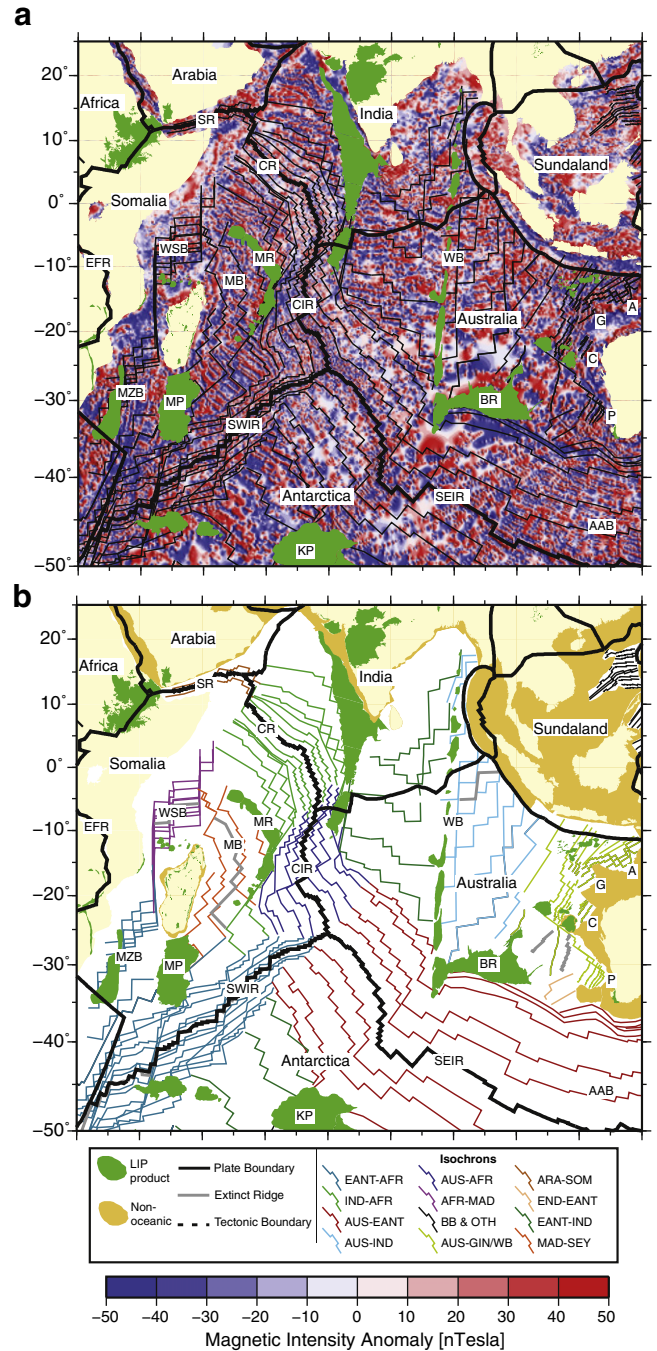 a
20°
10°
0°
−10°
−20°
−30°
−40°
−50°
Arabia
Africa
SR
India
CR
Sundaland
Somalia
WSB
EFR
MR
MB
WB
CIR
Australia
A
G
C
MZB
MP
BR
P
SWIR
Antarctica
SEIR
AAB
KP
b
20°
10°
0°
−10°
−20°
−30°
−40°
−50°
Arabia
Africa
SR
India
CR
Sundaland
Somalia
WSB
EFR
MR
MB
WB
CIR
Australia
A
G
C
MZB
MP
BR
P
SWIR
Antarctica
SEIR
AAB
KP
LIP
product
Non-
oceanic
Plate Boundary
Extinct Ridge
Tectonic Boundary
Isochrons
EANT-AFR
IND-AFR
AUS-EANT
AUS-IND
AUS-AFR
AFR-MAD
BB & OTH
AUS-GIN/WB
ARA-SOM
END-EANT
EANT-IND
MAD-SEY
−50 −40 −30 −20 −10 0 10 20 30 40 50
Magnetic Intensity Anomaly [nTesla]